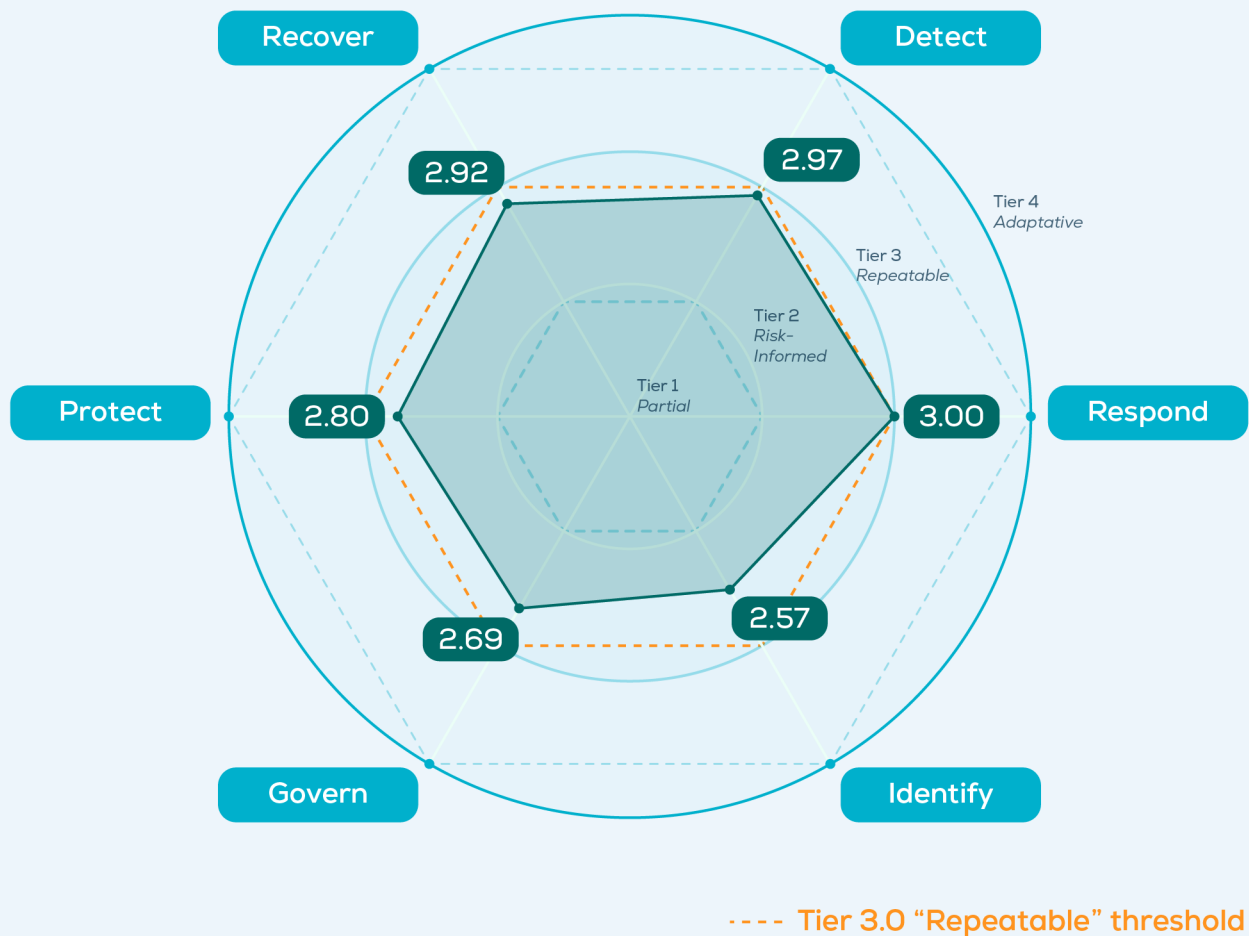 Recover
Detect
2.92
2.97
Tier 4
Adaptative
Tier 3
Repeatable
Tier 2
Risk-
Informed
Tier 1
Partial
Protect
2.80
3.00
Respond
2.69
2.57
Govern
Identify
Tier 3.0 “Repeatable” threshold